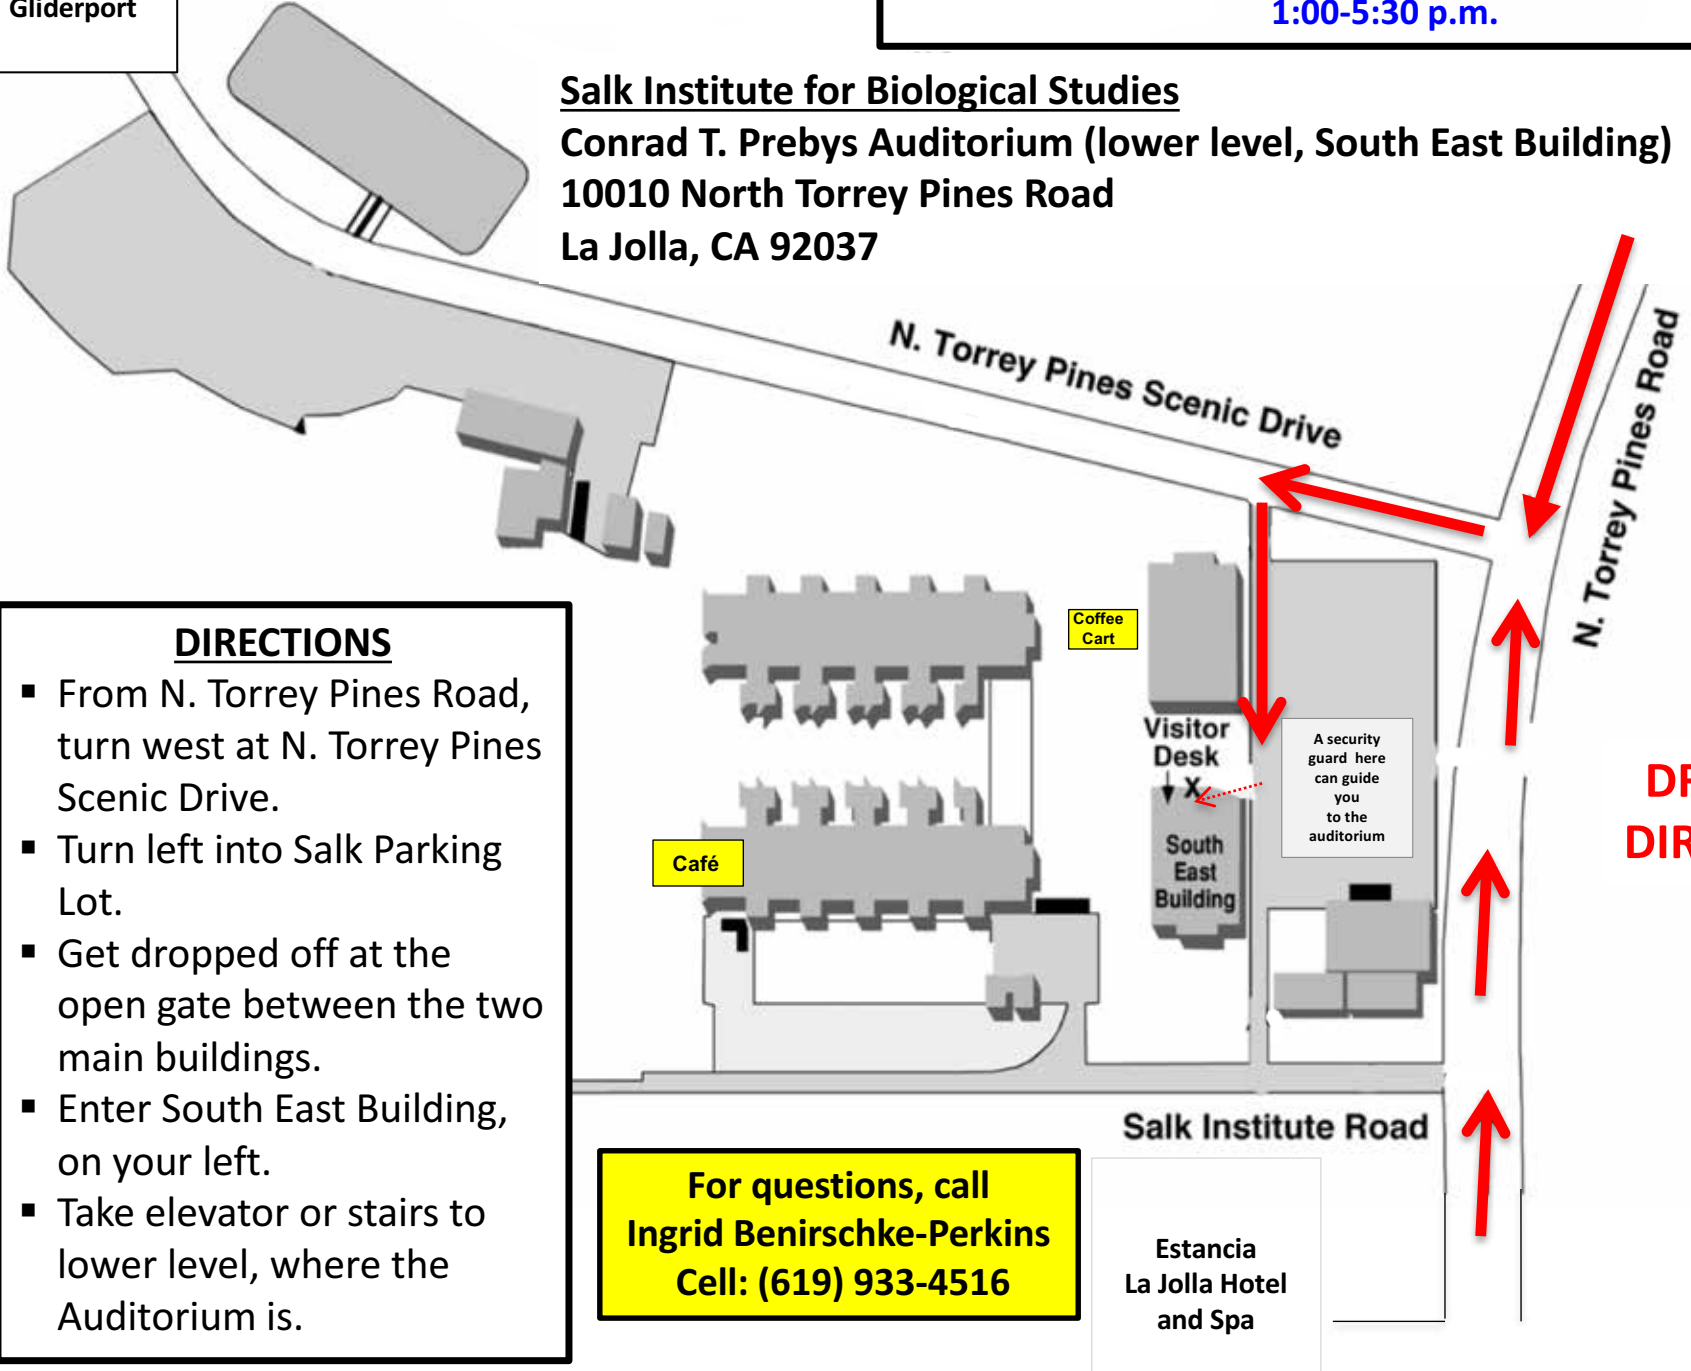 Gliderport
1:00-5:30 p.m.
Salk Institute for Biological Studies
Conrad T. Prebys Auditorium (lower level, South East Building)
10010 North Torrey Pines Road
La Jolla, CA 92037
N. Torrey Pines Scenic Drive
N. Torrey Pines Road
Coffee
Cart
Visitor
Desk
X
A security
guard here
can guide
you
to the
auditorium
South
East
Building
Café
DIRECTIONS
▪ From N. Torrey Pines Road,
turn west at N. Torrey Pines
Scenic Drive.
▪ Turn left into Salk Parking
Lot.
▪ Get dropped off at the
open gate between the two
main buildings.
▪ Enter South East Building,
on your left.
▪ Take elevator or stairs to
lower level, where the
Auditorium is.
Salk Institute Road
For questions, call
Ingrid Benirschke-Perkins
Cell: (619) 933-4516
Estancia
La Jolla Hotel
and Spa